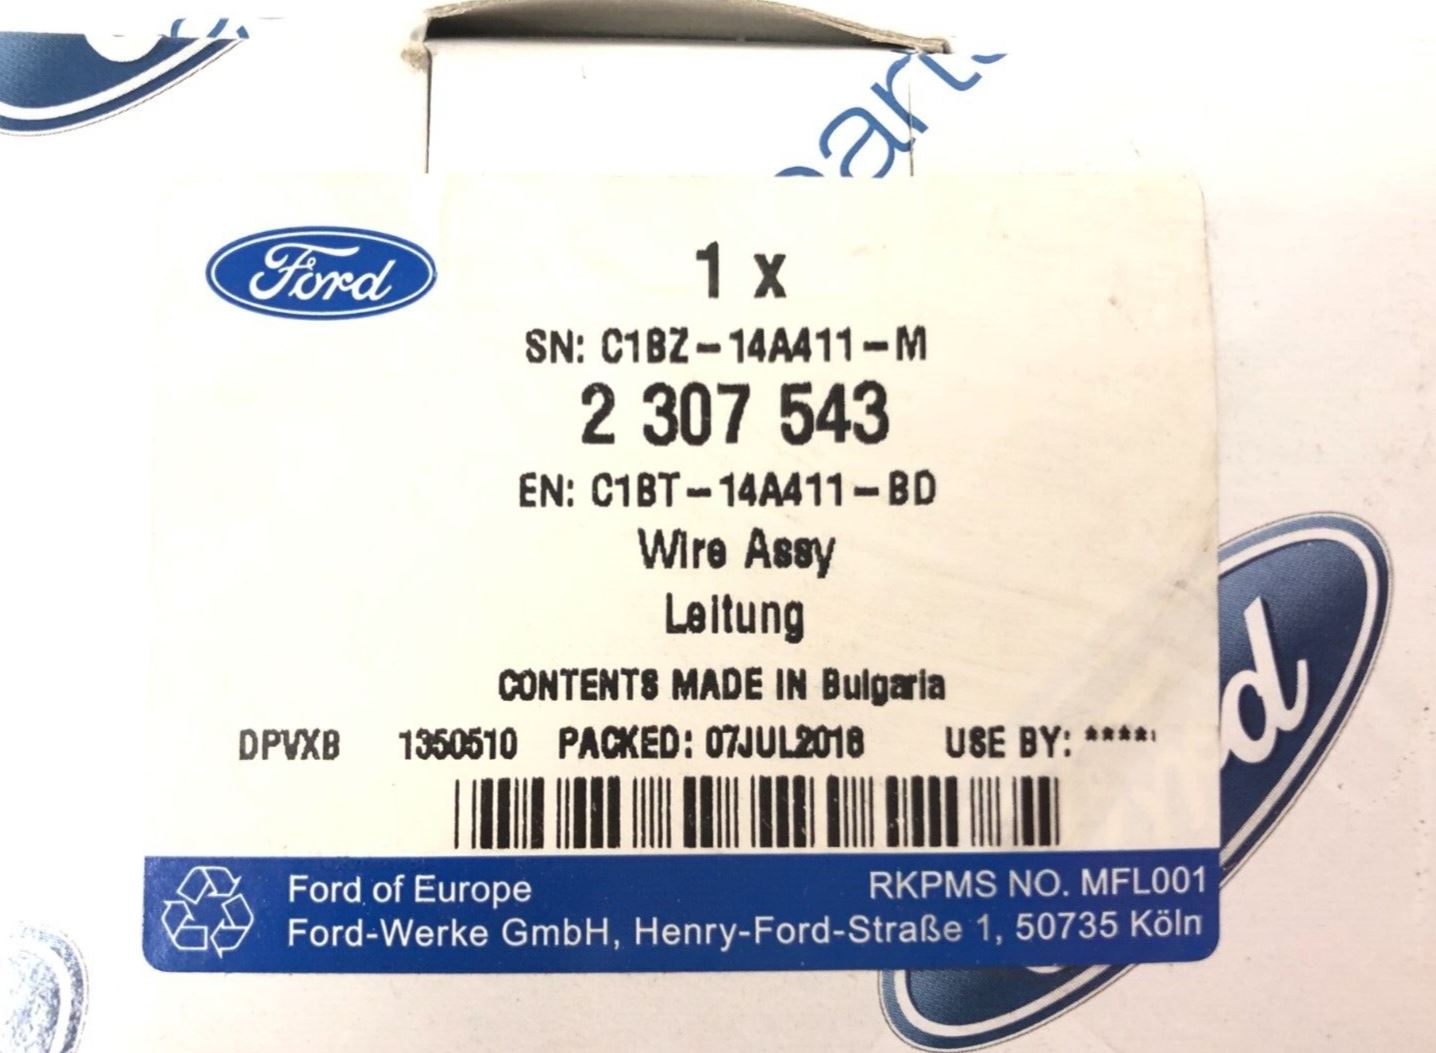 parts
Ford
1 x
SN: C1BZ-14A411-M
2 307 543
EN: C1BT-14A411-BD
Wire Assy
Leitung
CONTENTS MADE IN Bulgaria
DPVXB 1350510 PACKED: 07JUL2018 USE BY: ****
Ford of Europe RKPMS NO. MFL001
Ford-Werke GmbH, Henry-Ford-Straße 1, 50735 Köln